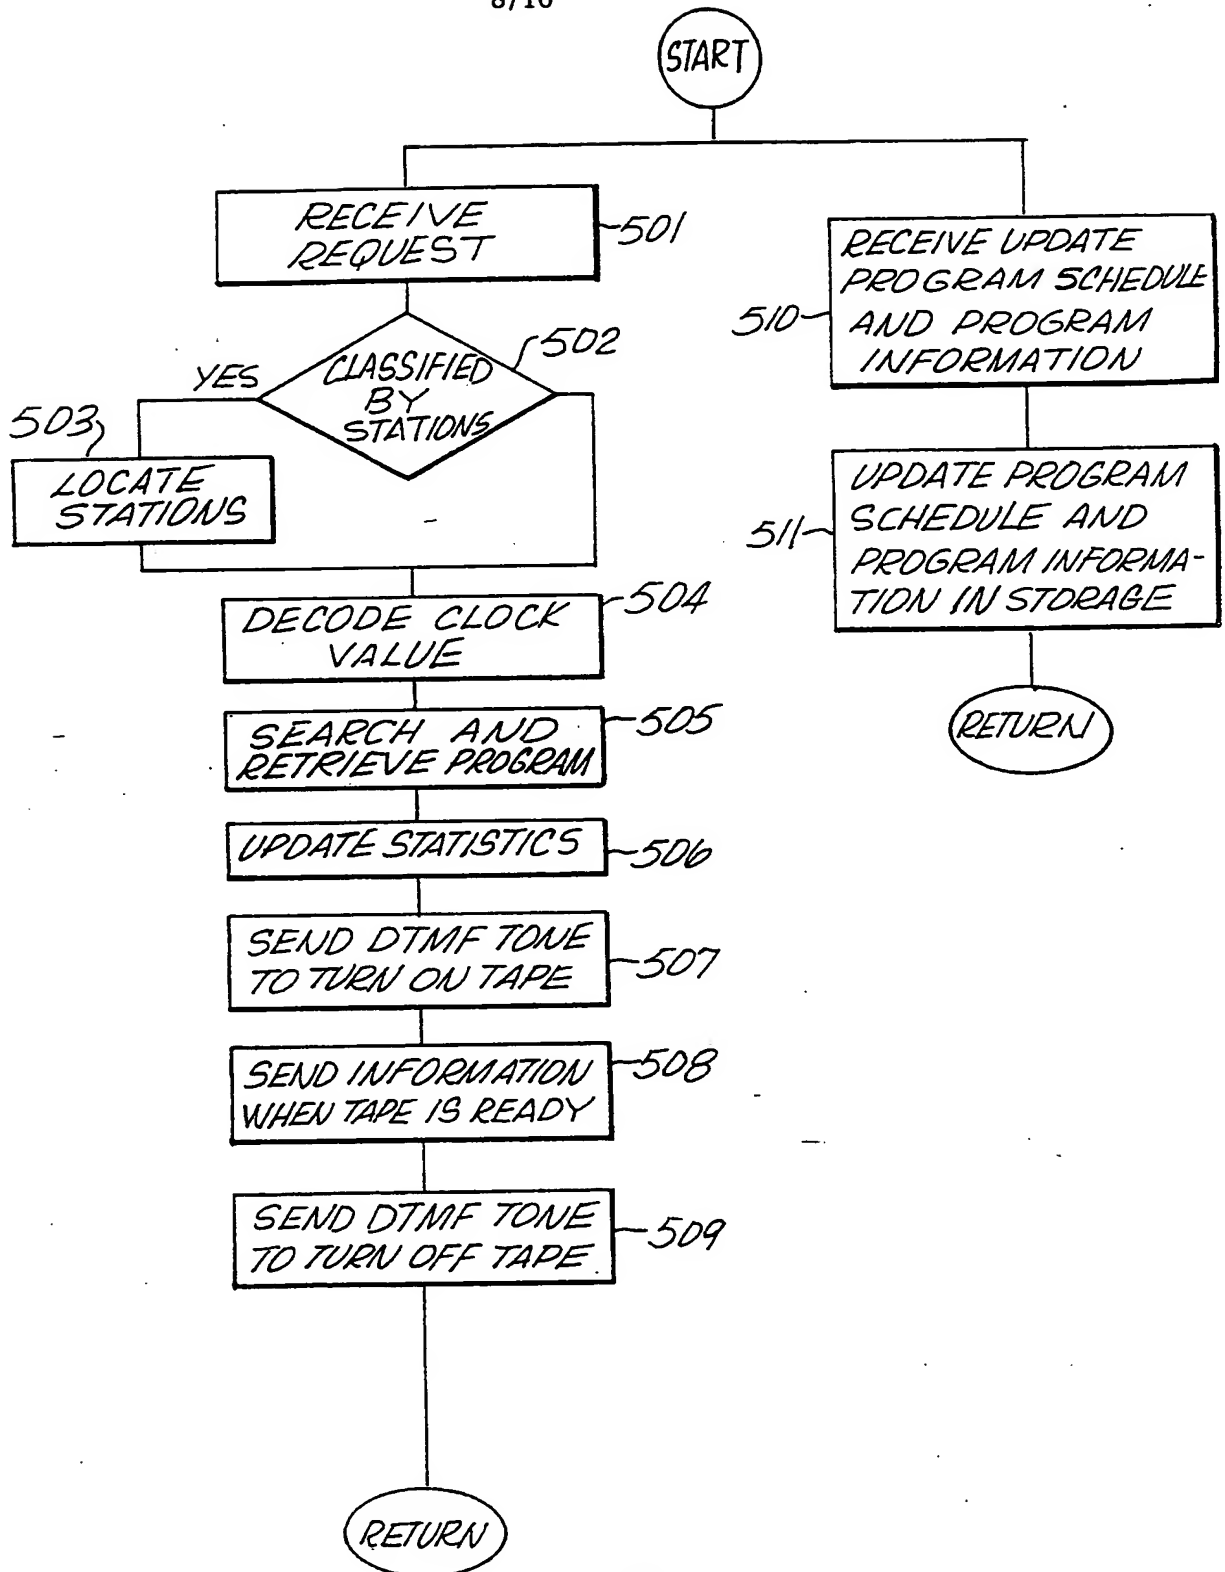 8/16
START
RECEIVE
REQUEST
501
502
CLASSIFIED
BY
STATIONS
YES
503
LOCATE
STATIONS
DECODE CLOCK
VALUE
504
SEARCH AND
RETRIEVE PROGRAM
505
UPDATE STATISTICS
506
SEND DTMF TONE
TO TURN ON TAPE
507
SEND INFORMATION
WHEN TAPE IS READY
508
SEND DTMF TONE
TO TURN OFF TAPE
509
RETURN
RECEIVE UPDATE
PROGRAM SCHEDULE
AND PROGRAM
INFORMATION
510
UPDATE PROGRAM
SCHEDULE AND
PROGRAM INFORMA-
TION IN STORAGE
511
RETURN